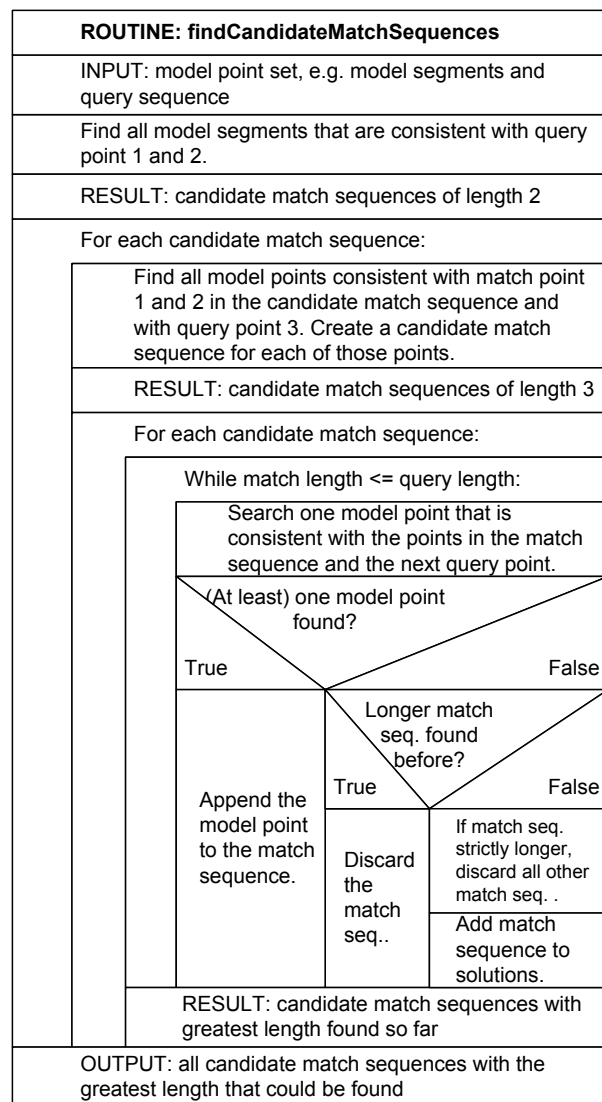 ROUTINE: findCandidateMatchSequences
INPUT: model point set, e.g. model segments and
query sequence
Find all model segments that are consistent with query
point 1 and 2.
RESULT: candidate match sequences of length 2
For each candidate match sequence:
Find all model points consistent with match point
1 and 2 in the candidate match sequence and
with query point 3. Create a candidate match
sequence for each of those points.
RESULT: candidate match sequences of length 3
For each candidate match sequence:
While match length <= query length:
Search one model point that is
consistent with the points in the match
sequence and the next query point.
(At least) one model point
found?
True
False
Longer match
seq. found
before?
True
False
Append the
model point
to the match
sequence.
Discard
the
match
seq..
If match seq.
strictly longer,
discard all other
match seq. .
Add match
sequence to
solutions.
RESULT: candidate match sequences with
greatest length found so far
OUTPUT: all candidate match sequences with the
greatest length that could be found